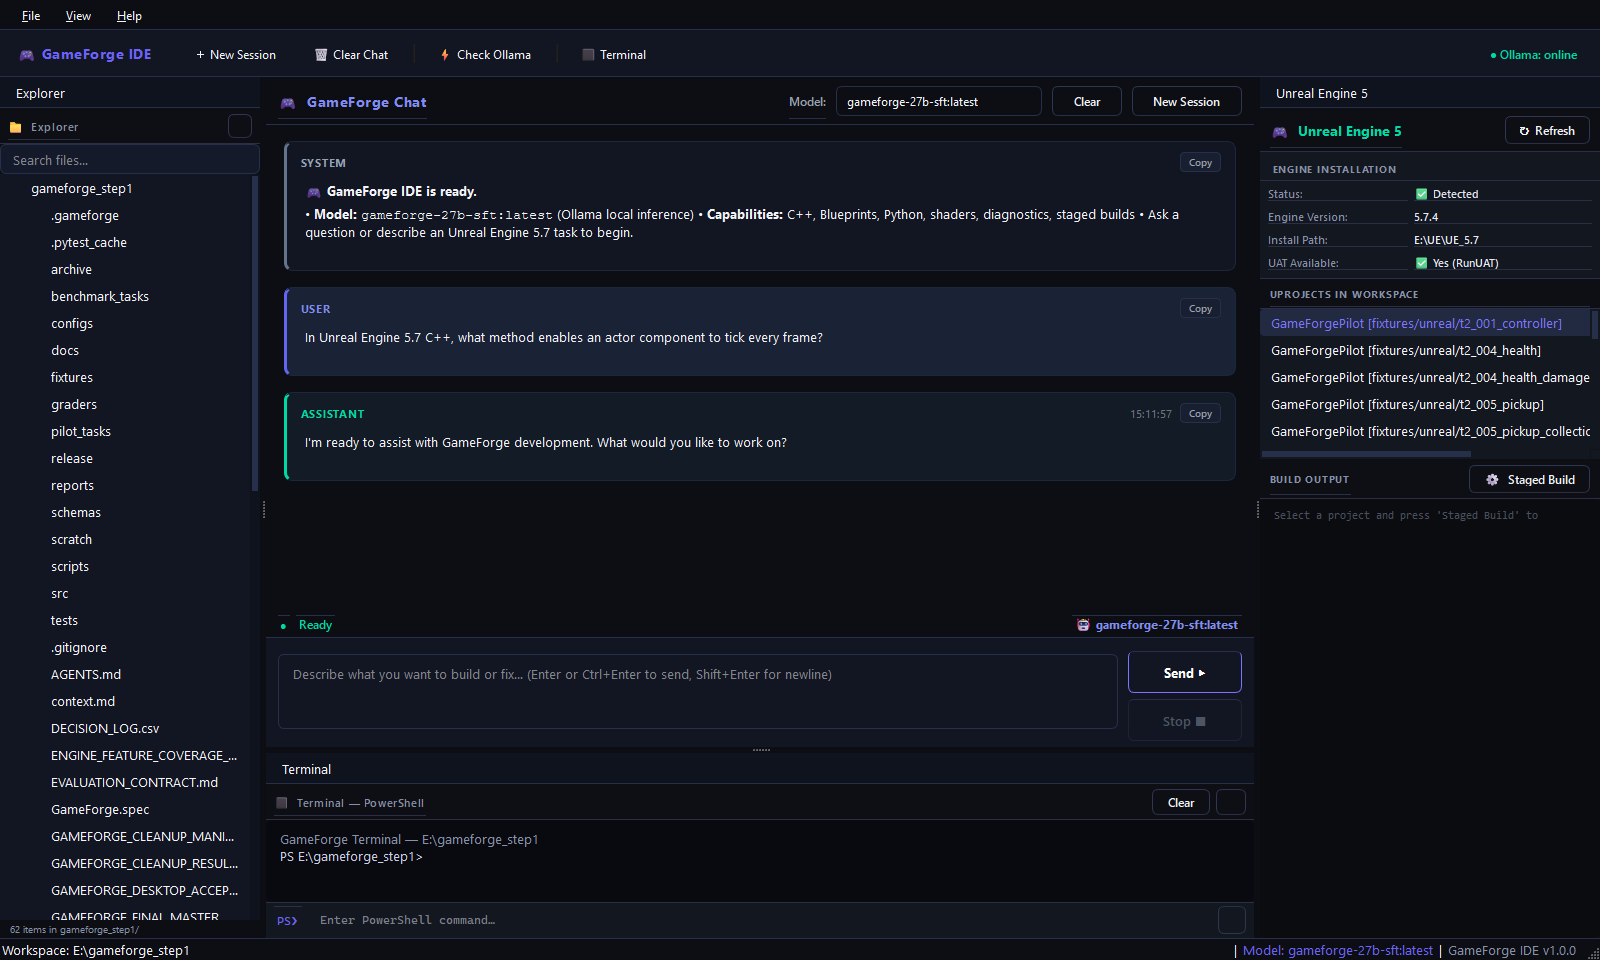 File View Help
GameForge IDE + New Session Clear Chat Check Ollama Terminal Ollama: online
Explorer
Explorer
Search files...
gameforge_step1
.gameforge
.pytest_cache
archive
benchmark_tasks
configs
docs
fixtures
graders
pilot_tasks
release
reports
schemas
scratch
scripts
src
tests
.gitignore
AGENTS.md
context.md
DECISION_LOG.csv
ENGINE_FEATURE_COVERAGE_...
EVALUATION_CONTRACT.md
GameForge.spec
GAMEFORGE_CLEANUP_MANI...
GAMEFORGE_CLEANUP_RESUL...
GAMEFORGE_DESKTOP_ACCEP...
GAMEFORGE_FINAL_MASTER
62 items in gameforge_step1/
GameForge Chat Model: gameforge-27b-sft:latest Clear New Session
SYSTEM Copy
GameForge IDE is ready.
• Model: gameforge-27b-sft:latest (Ollama local inference) • Capabilities: C++, Blueprints, Python, shaders, diagnostics, staged builds • Ask a
question or describe an Unreal Engine 5.7 task to begin.
USER Copy
In Unreal Engine 5.7 C++, what method enables an actor component to tick every frame?
ASSISTANT 15:11:57 Copy
I'm ready to assist with GameForge development. What would you like to work on?
Ready gameforge-27b-sft:latest
Describe what you want to build or fix... (Enter or Ctrl+Enter to send, Shift+Enter for newline)
Send
Stop
Terminal
Terminal — PowerShell Clear
GameForge Terminal — E:\gameforge_step1
PS E:\gameforge_step1>
PS❯ Enter PowerShell command…
Unreal Engine 5
Unreal Engine 5 Refresh
ENGINE INSTALLATION
Status: Detected
Engine Version: 5.7.4
Install Path: E:\UE\UE_5.7
UAT Available: Yes (RunUAT)
UPROJECTS IN WORKSPACE
GameForgePilot [fixtures/unreal/t2_001_controller]
GameForgePilot [fixtures/unreal/t2_004_health]
GameForgePilot [fixtures/unreal/t2_004_health_damage
GameForgePilot [fixtures/unreal/t2_005_pickup]
GameForgePilot [fixtures/unreal/t2_005_pickup_collectic
BUILD OUTPUT Staged Build
Select a project and press 'Staged Build' to
Workspace: E:\gameforge_step1 | Model: gameforge-27b-sft:latest | GameForge IDE v1.0.0